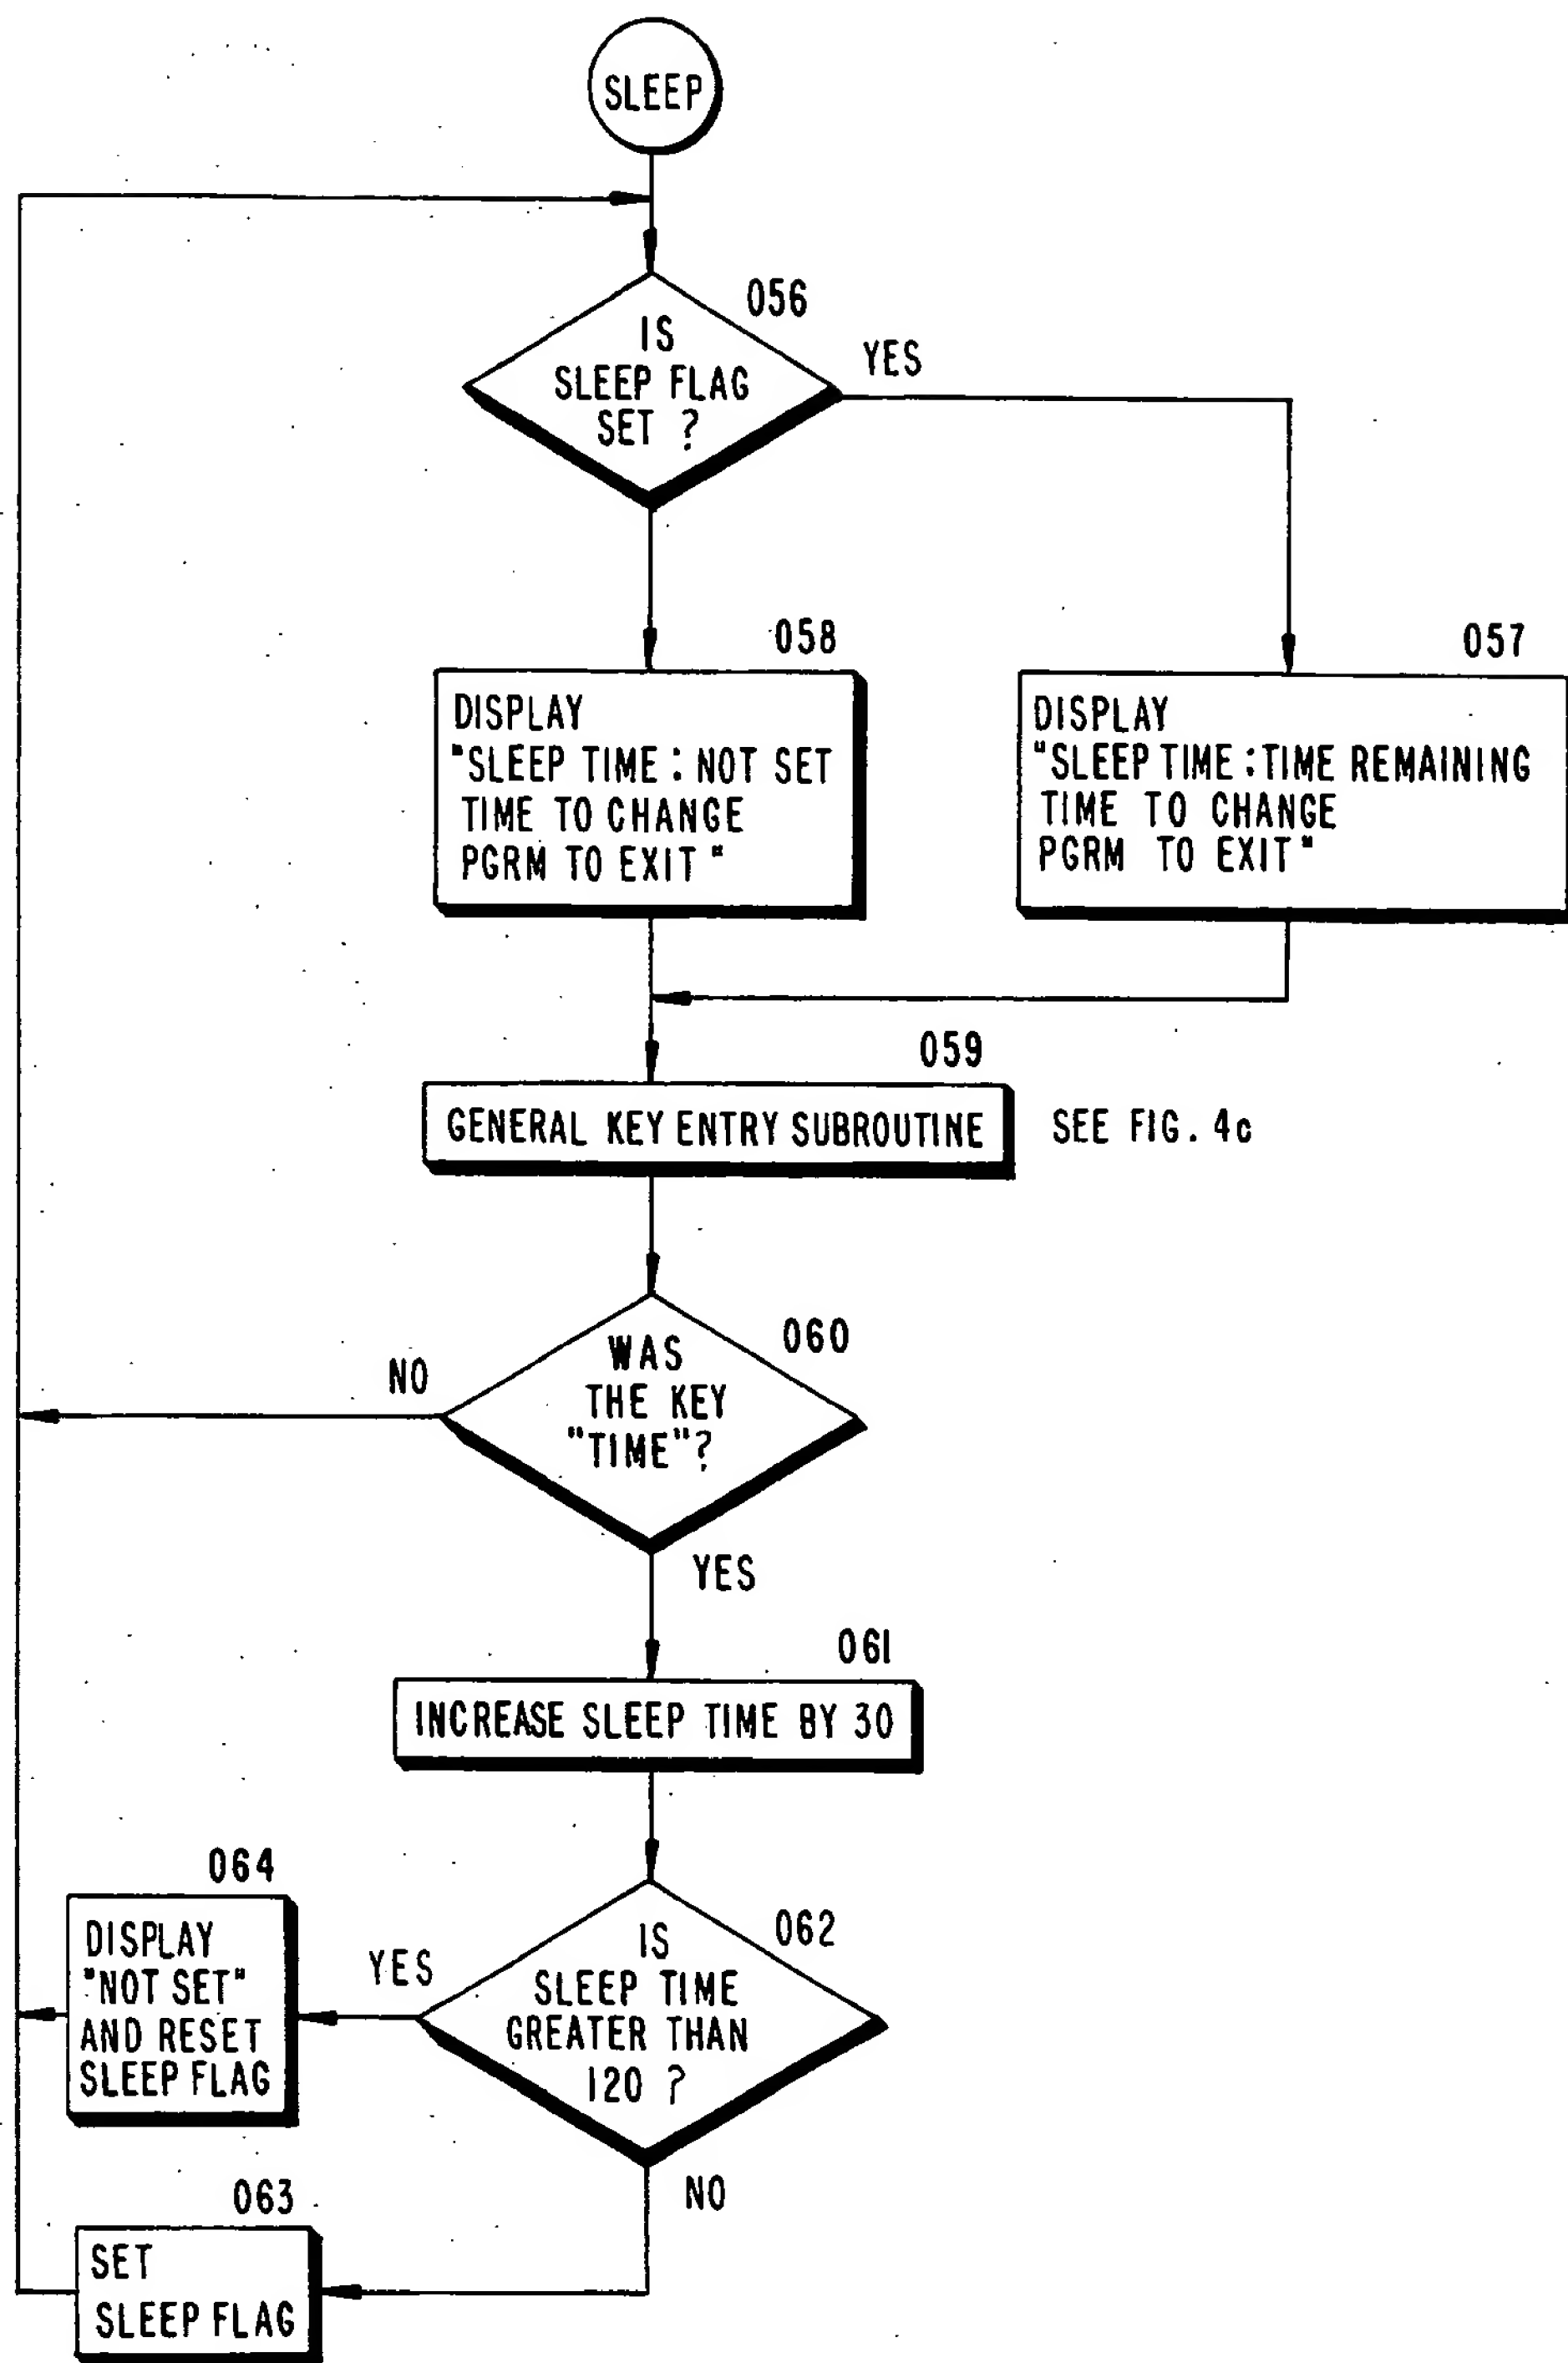 SLEEP
056
IS
SLEEP FLAG
SET ?
YES
058
DISPLAY
"SLEEP TIME : NOT SET
TIME TO CHANGE
PGRM TO EXIT "
057
DISPLAY
"SLEEP TIME : TIME REMAINING
TIME TO CHANGE
PGRM TO EXIT"
059
GENERAL KEY ENTRY SUBROUTINE
SEE FIG. 4c
060
WAS
THE KEY
"TIME"?
NO
YES
061
INCREASE SLEEP TIME BY 30
062
IS
SLEEP TIME
GREATER THAN
120 ?
YES
064
DISPLAY
"NOT SET"
AND RESET
SLEEP FLAG
NO
063
SET
SLEEP FLAG